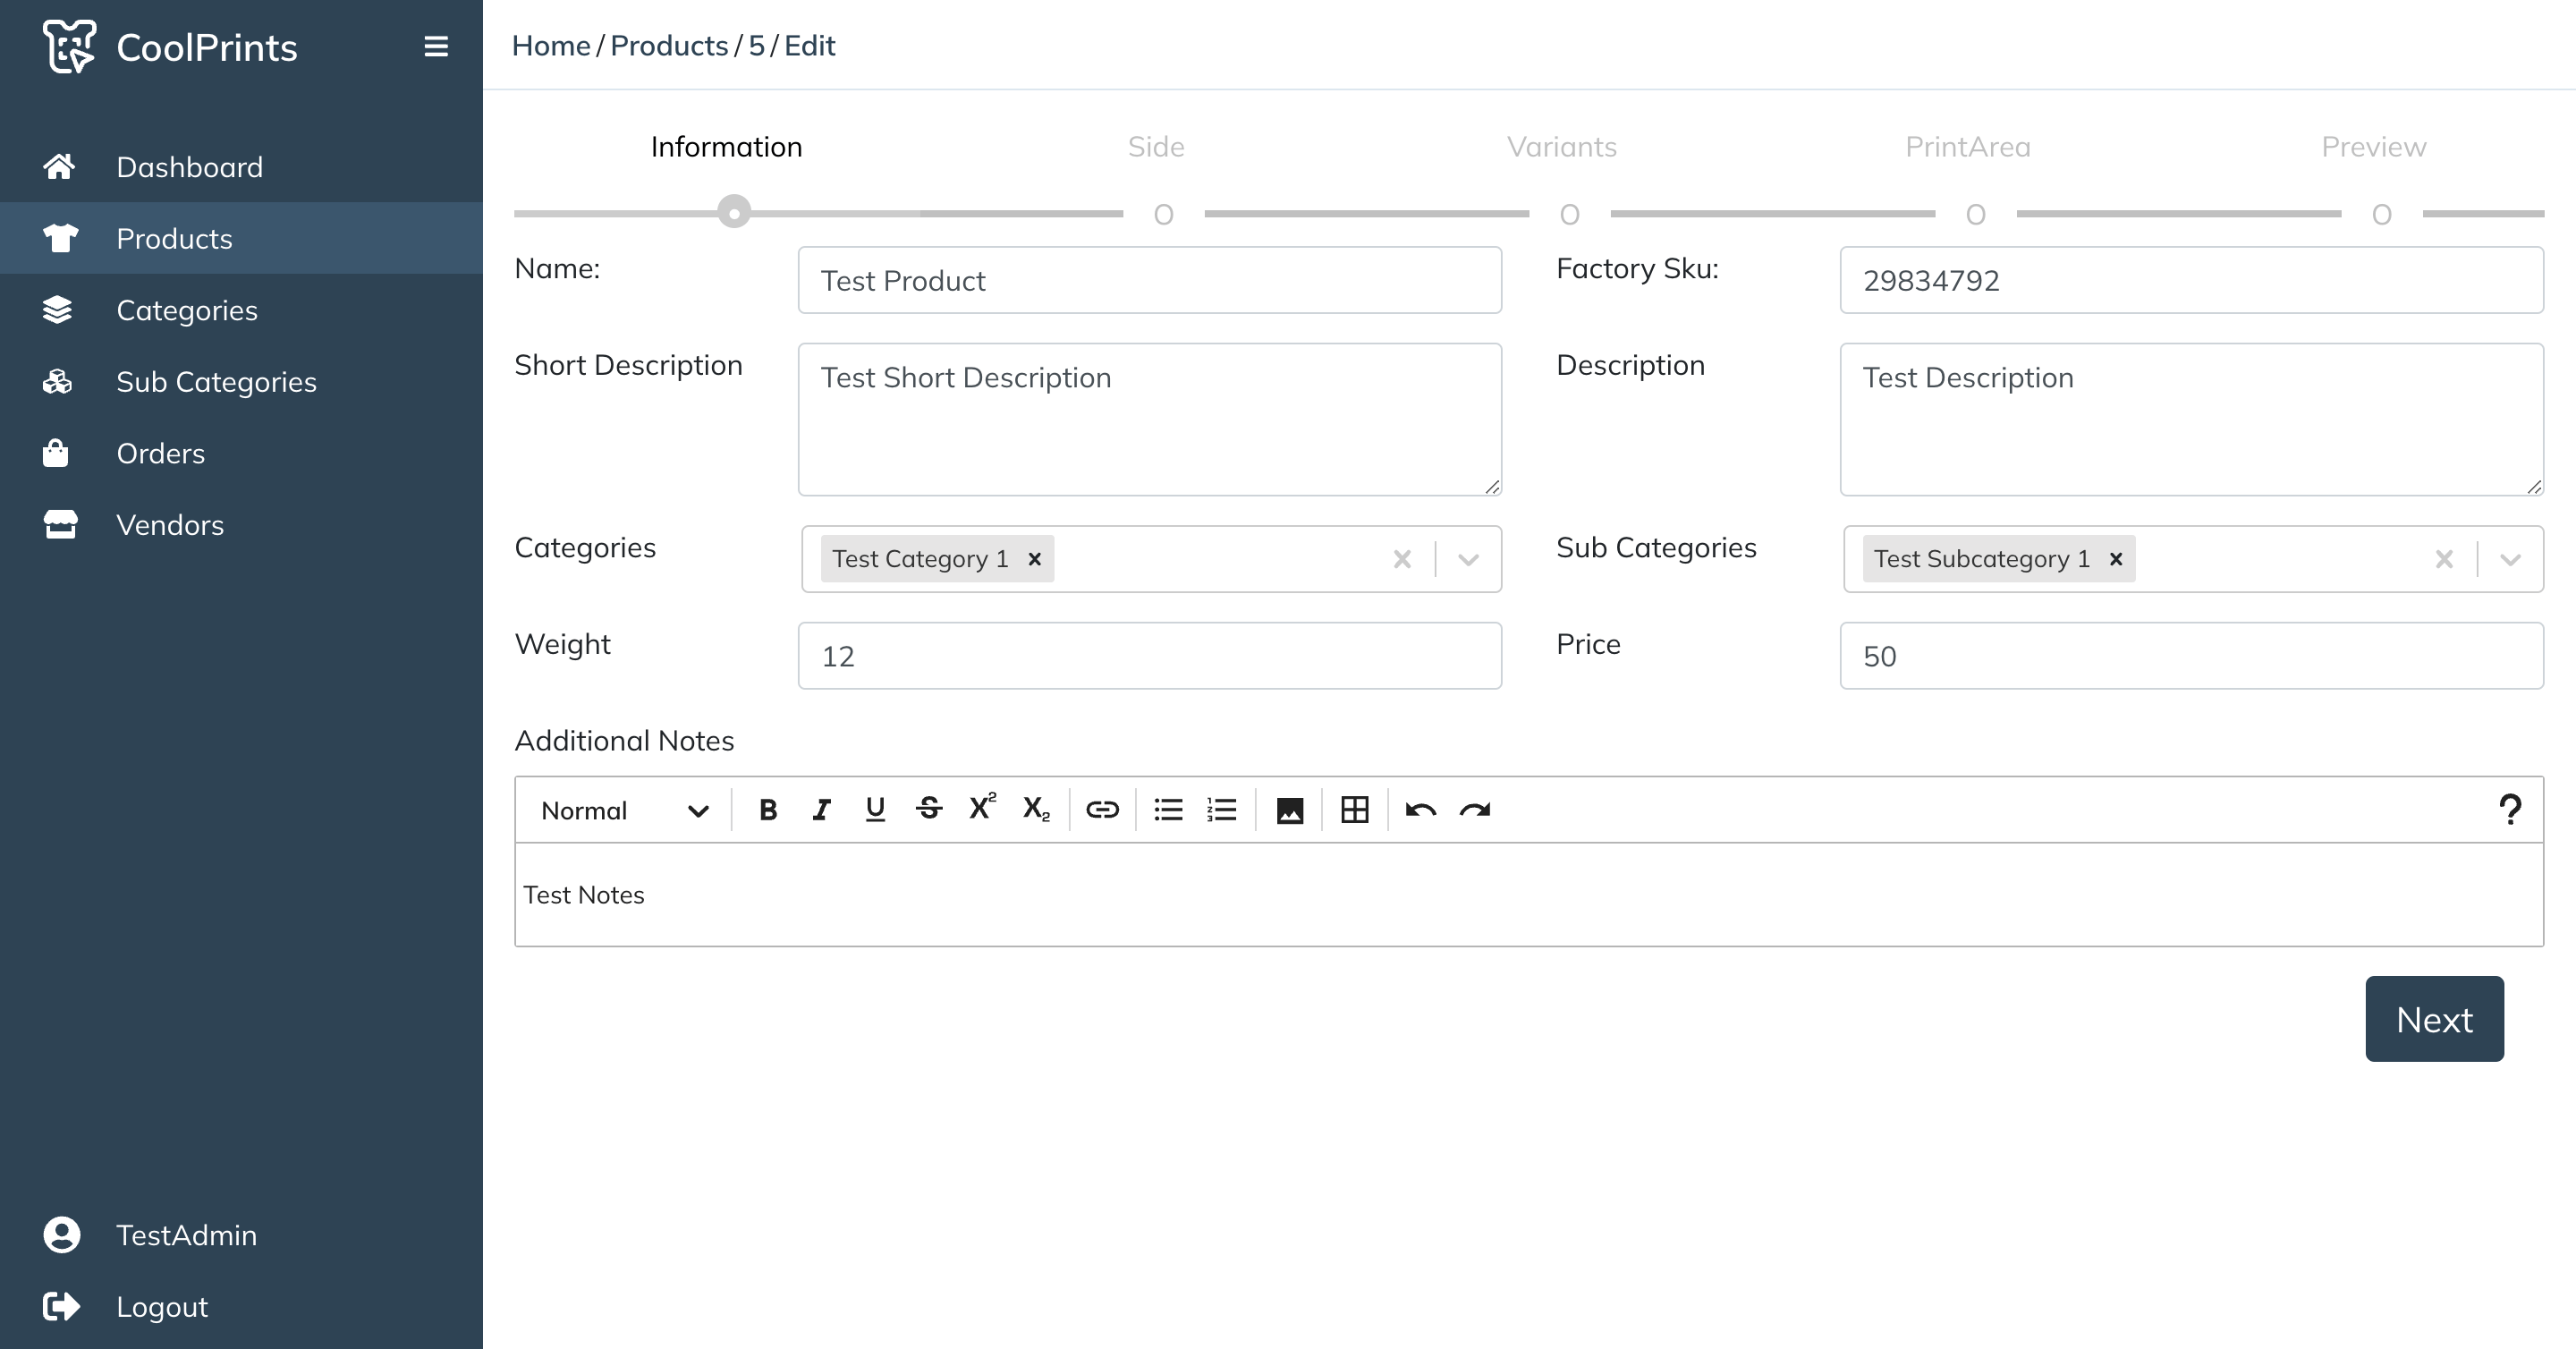 CoolPrints
Dashboard
Products
Categories
Sub Categories
Orders
Vendors
TestAdmin
Logout
Home / Products / 5 / Edit
Information Side Variants PrintArea Preview
Name: Test Product Factory Sku: 29834792
Short Description Test Short Description Description Test Description
Categories Test Category 1 Sub Categories Test Subcategory 1
Weight 12 Price 50
Additional Notes
Normal B I U S X² X₂ ?
Test Notes
Next